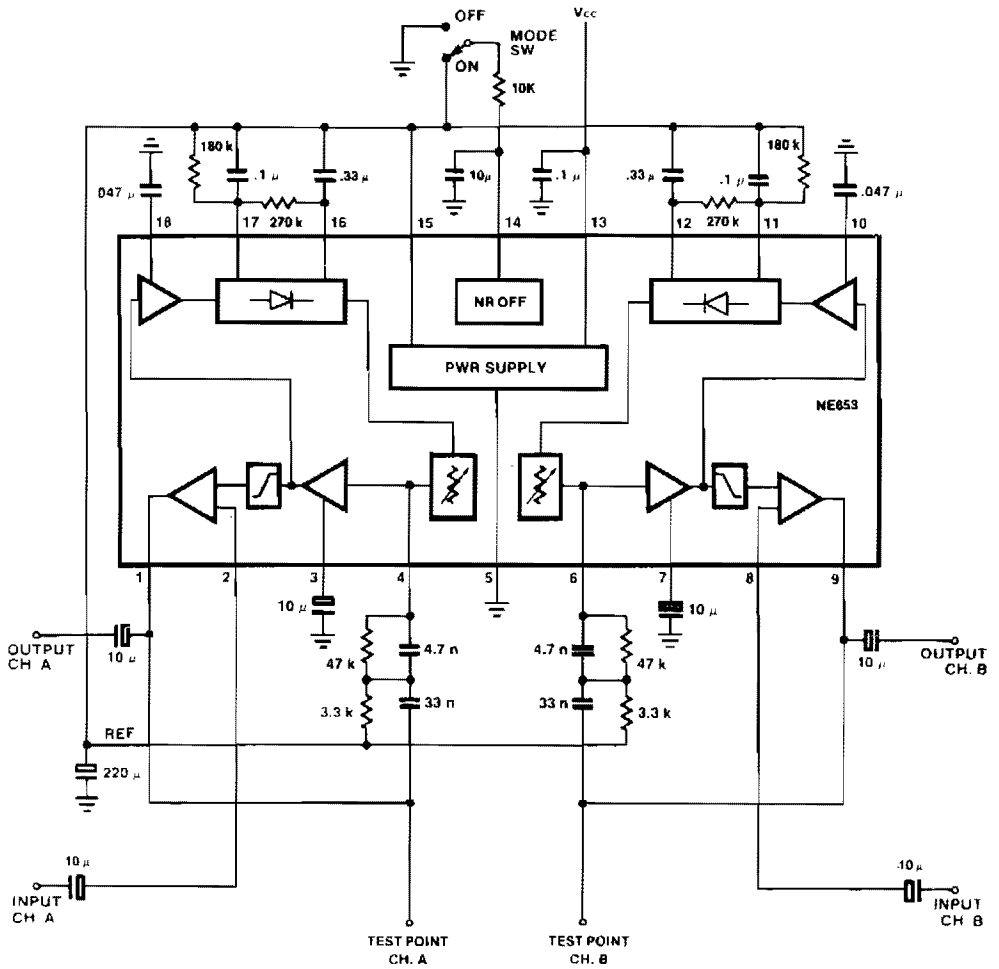 OFF
VCC
MODE
SW
ON
10K
180 k
.1 μ
.33 μ
10μ
.1 μ
.33 μ
.1 μ
180 k
.047 μ
270 k
270 k
.047 μ
18
17
16
15
14
13
12
11
10
NR OFF
PWR SUPPLY
NE653
1
2
3
4
5
6
7
8
9
10 μ
10 μ
OUTPUT
CH A
10 μ
47 k
4.7 n
4.7 n
47 k
10 μ
OUTPUT
CH. B
3.3 k
33 n
33 n
3.3 k
REF
220 μ
10 μ
INPUT
CH A
10 μ
INPUT
CH B
TEST POINT
CH. A
TEST POINT
CH. B